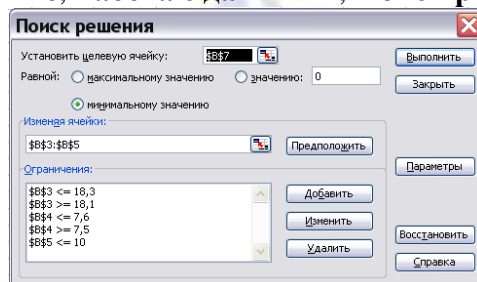 Поиск решения
Установить целевую ячейку: $B$7
Равной: максимальному значению значению: 0
минимальному значению
Изменяя ячейки:
$B$3:$B$5
Предположить
Ограничения:
$B$3 <= 18,3
$B$3 >= 18,1
$B$4 <= 7,6
$B$4 >= 7,5
$B$5 <= 10
Добавить
Изменить
Удалить
Выполнить
Закрыть
Параметры
Восстановить
Справка